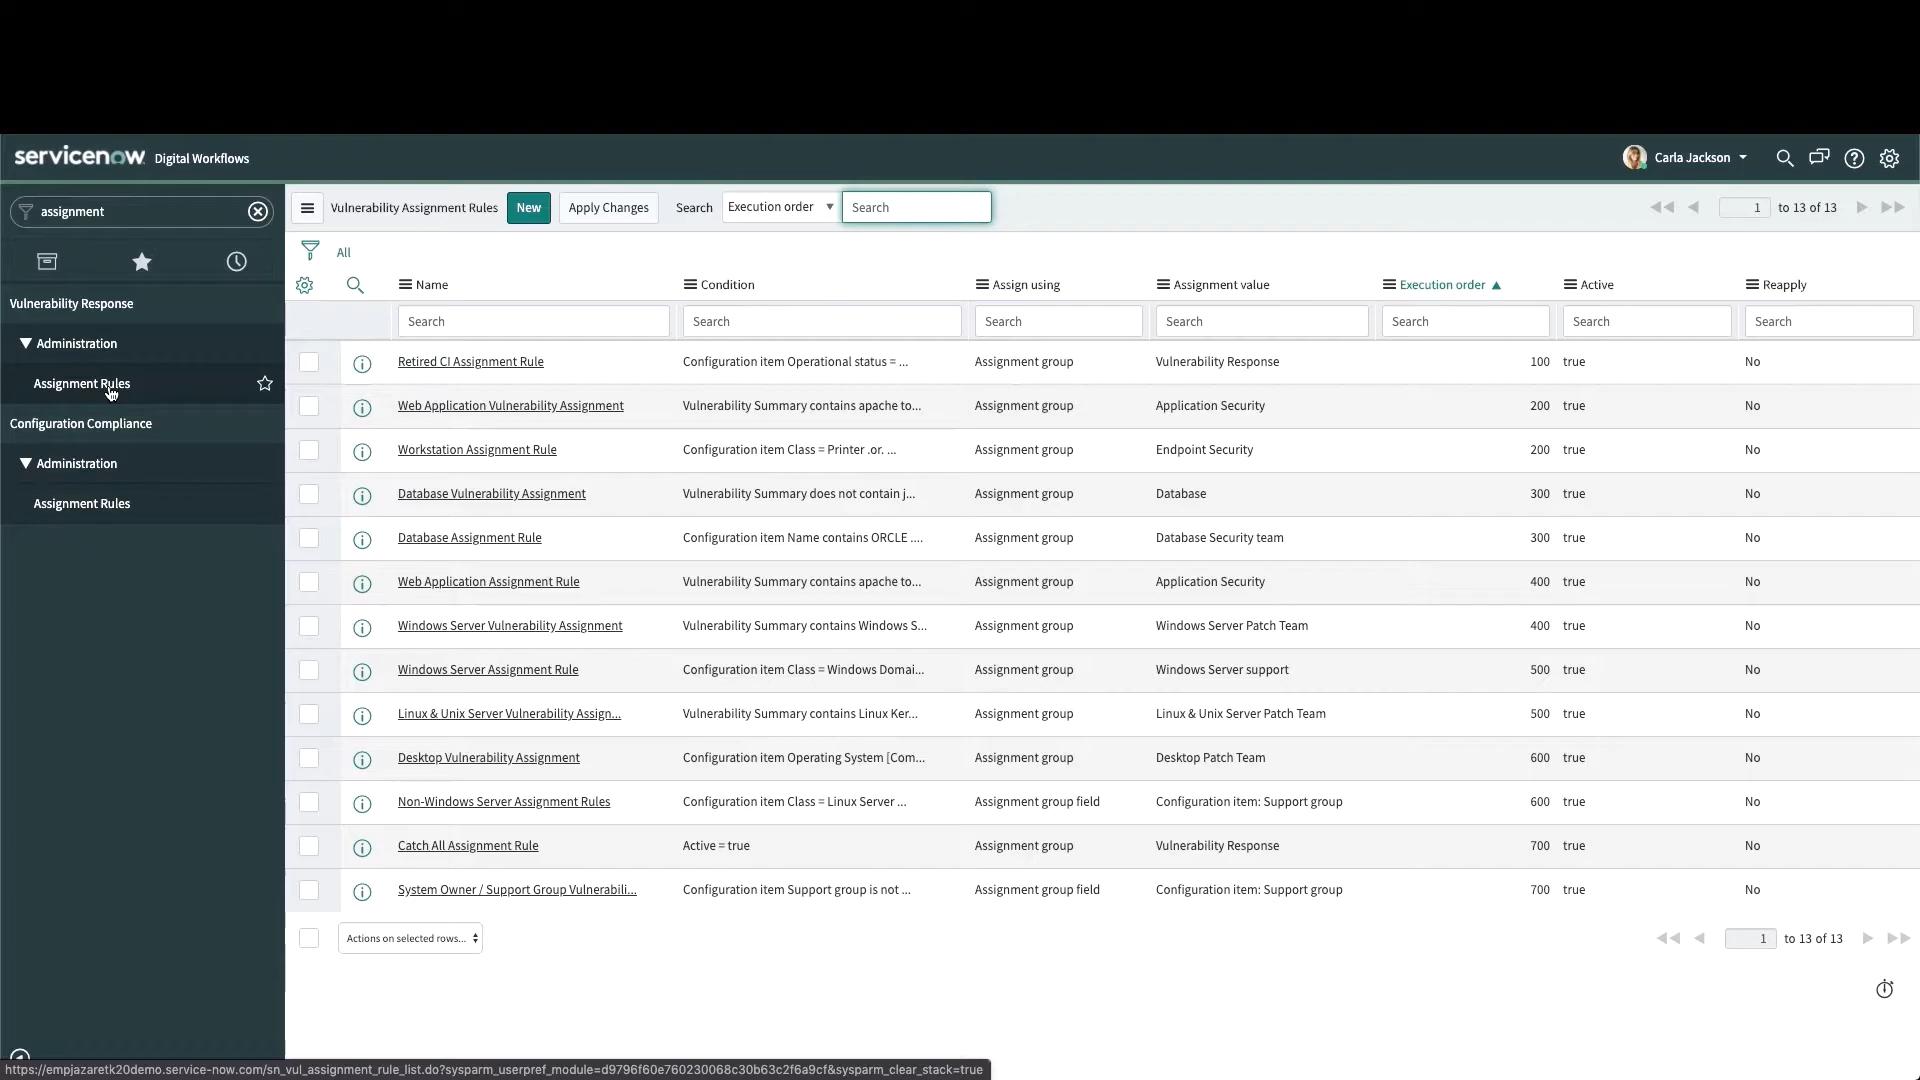 servicenow Digital Workflows
Carla Jackson
assignment
Vulnerability Assignment Rules New Apply Changes Search Execution order Search 1 to 13 of 13
All
Name Condition Assign using Assignment value Execution order Active Reapply
Search Search Search Search Search Search Search
Vulnerability Response
Administration
Assignment Rules
Configuration Compliance
Administration
Assignment Rules
Retired CI Assignment Rule Configuration item Operational status = ... Assignment group Vulnerability Response 100 true No
Web Application Vulnerability Assignment Vulnerability Summary contains apache to... Assignment group Application Security 200 true No
Workstation Assignment Rule Configuration item Class = Printer .or. ... Assignment group Endpoint Security 200 true No
Database Vulnerability Assignment Vulnerability Summary does not contain j... Assignment group Database 300 true No
Database Assignment Rule Configuration item Name contains ORCLE .... Assignment group Database Security team 300 true No
Web Application Assignment Rule Vulnerability Summary contains apache to... Assignment group Application Security 400 true No
Windows Server Vulnerability Assignment Vulnerability Summary contains Windows S... Assignment group Windows Server Patch Team 400 true No
Windows Server Assignment Rule Configuration item Class = Windows Domai... Assignment group Windows Server support 500 true No
Linux & Unix Server Vulnerability Assign... Vulnerability Summary contains Linux Ker... Assignment group Linux & Unix Server Patch Team 500 true No
Desktop Vulnerability Assignment Configuration item Operating System [Com... Assignment group Desktop Patch Team 600 true No
Non-Windows Server Assignment Rules Configuration item Class = Linux Server ... Assignment group field Configuration item: Support group 600 true No
Catch All Assignment Rule Active = true Assignment group Vulnerability Response 700 true No
System Owner / Support Group Vulnerabili... Configuration item Support group is not ... Assignment group field Configuration item: Support group 700 true No
Actions on selected rows... 1 to 13 of 13
https://empjazaretk20demo.service-now.com/sn_vul_assignment_rule_list.do?sysparm_userpref_module=d9796f60e760230068c30b63c2f6a9cf&sysparm_clear_stack=true